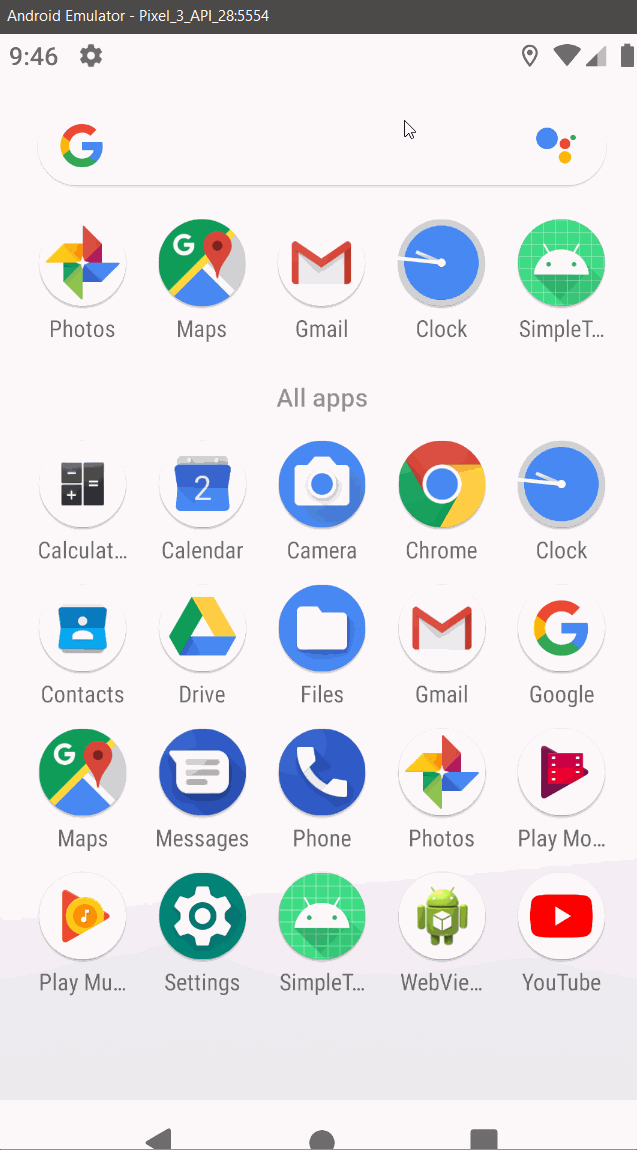 Android Emulator - Pixel_3_API_28:5554
9:46
Photos Maps Gmail Clock SimpleT...
All apps
Calculat... Calendar Camera Chrome Clock
Contacts Drive Files Gmail Google
Maps Messages Phone Photos Play Mo...
Play Mu... Settings SimpleT... WebVie... YouTube